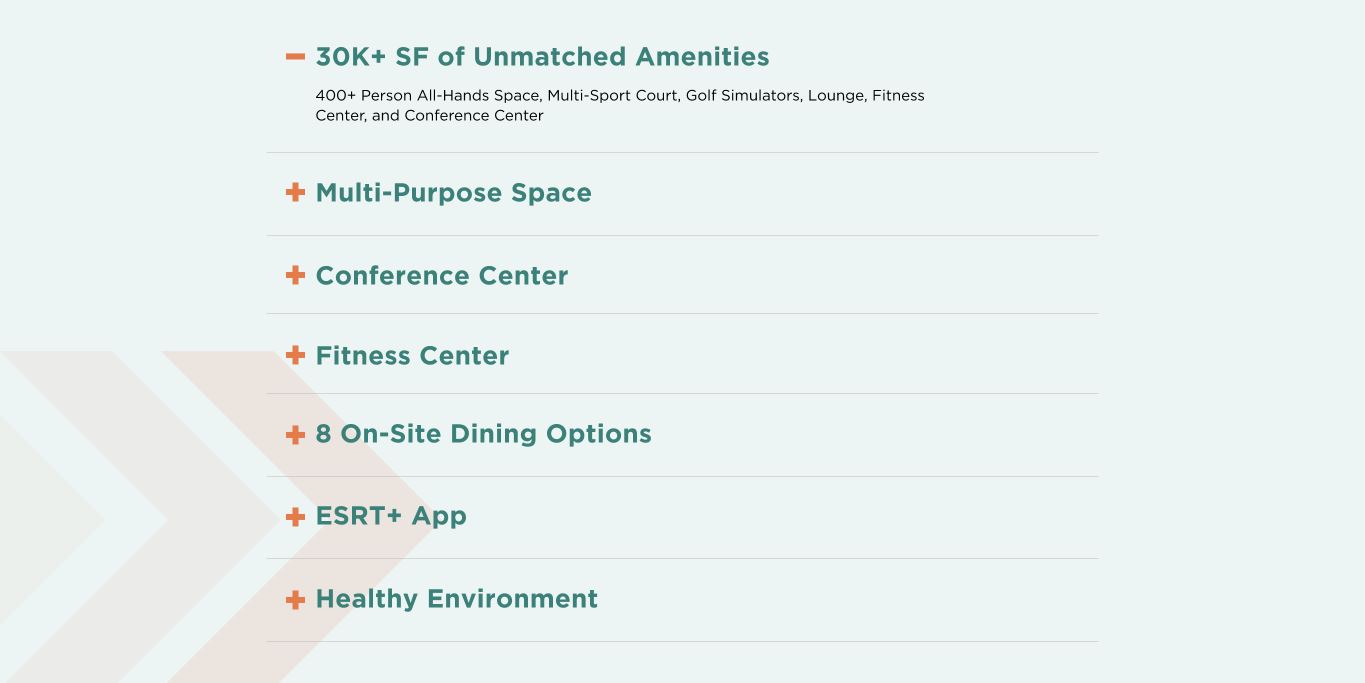 30K+ SF of Unmatched Amenities
400+ Person All-Hands Space, Multi-Sport Court, Golf Simulators, Lounge, Fitness
Center, and Conference Center
Multi-Purpose Space
Conference Center
Fitness Center
8 On-Site Dining Options
ESRT+ App
Healthy Environment